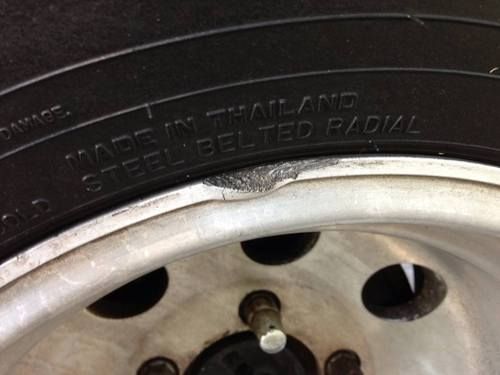 DAMAGE.
MADE IN THAILAND
STEEL BELTED RADIAL
OLD